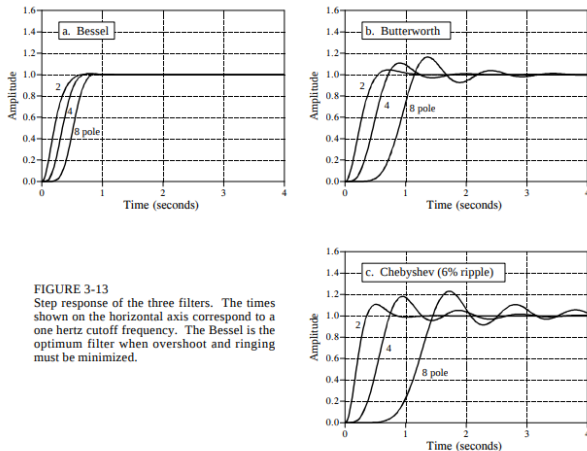 a. Bessel
1.6
1.4
1.2
1.0
0.8
0.6
0.4
0.2
0.0
Amplitude
2
4
8 pole
0 1 2 3 4
Time (seconds)
b. Butterworth
1.6
1.4
1.2
1.0
0.8
0.6
0.4
0.2
0.0
Amplitude
2
4
8 pole
0 1 2 3 4
Time (seconds)
FIGURE 3-13
Step response of the three filters. The times
shown on the horizontal axis correspond to a
one hertz cutoff frequency. The Bessel is the
optimum filter when overshoot and ringing
must be minimized.
c. Chebyshev (6% ripple)
1.6
1.4
1.2
1.0
0.8
0.6
0.4
0.2
0.0
Amplitude
2
4
8 pole
0 1 2 3 4
Time (seconds)